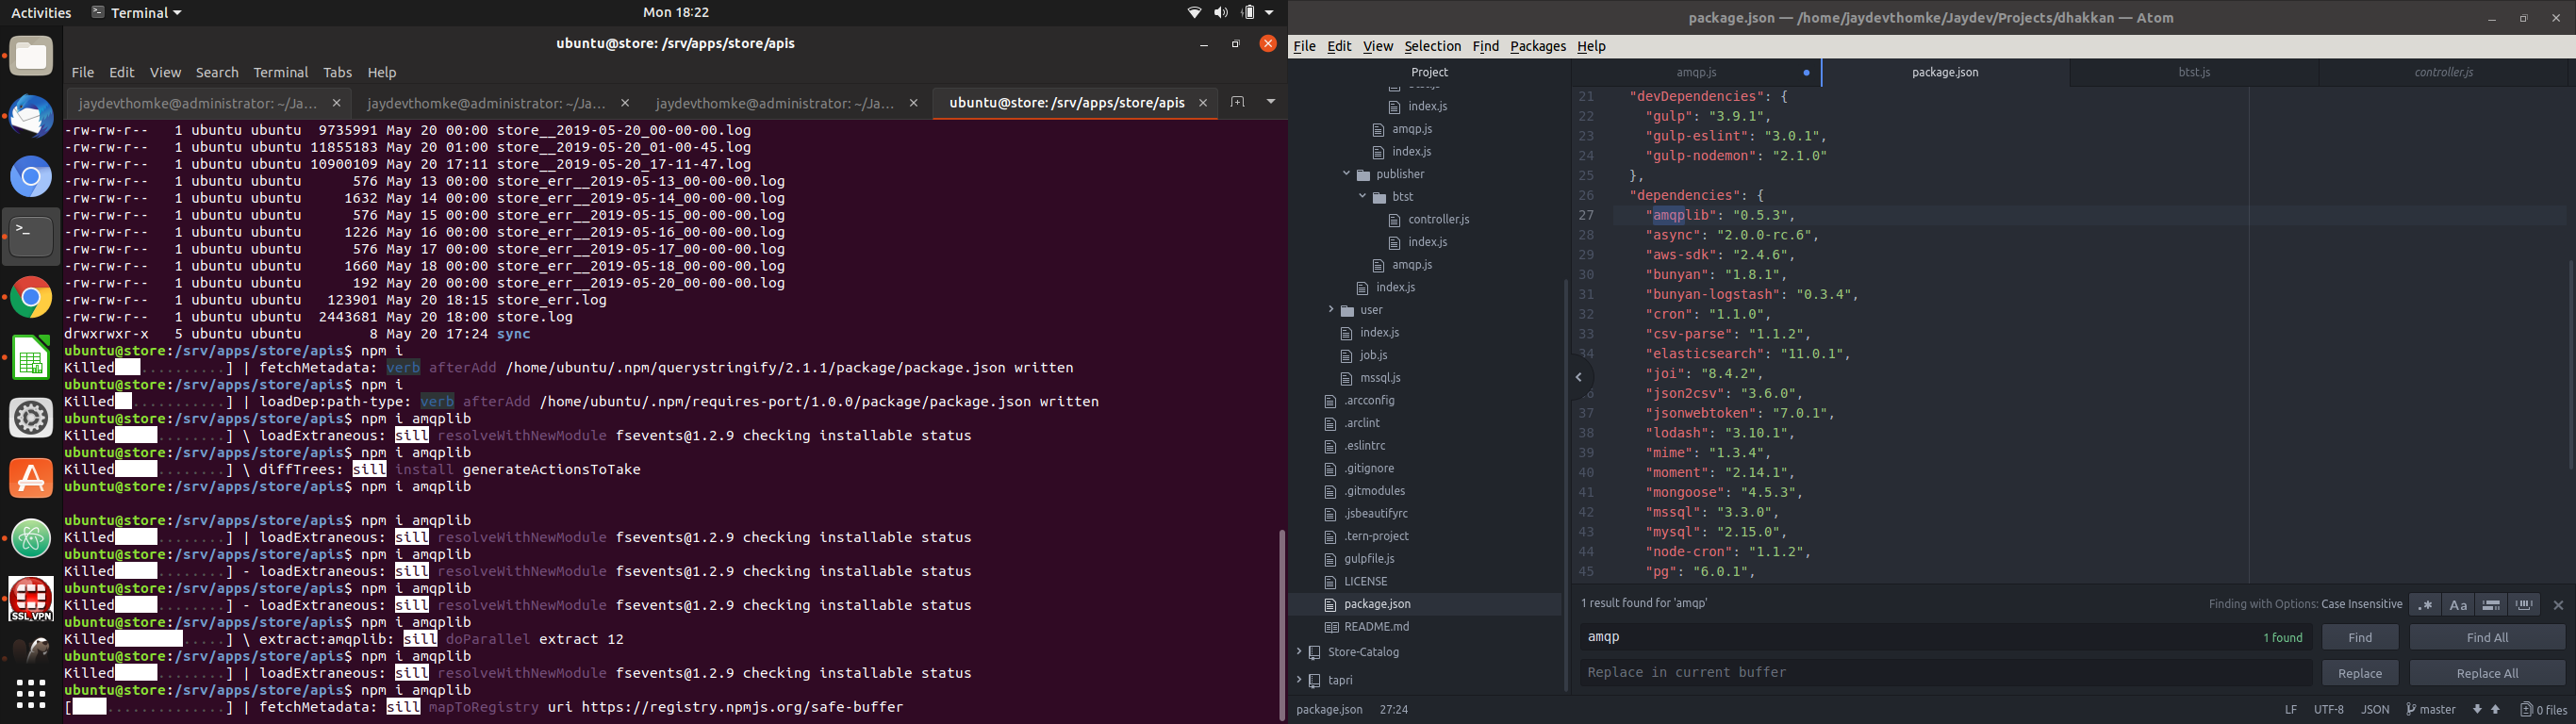 Activities
Terminal
Mon 18:22
ubuntu@store: /srv/apps/store/apis
File Edit View Search Terminal Tabs Help
jaydevthomke@administrator: ~/Ja...
jaydevthomke@administrator: ~/Ja...
jaydevthomke@administrator: ~/Ja...
ubuntu@store: /srv/apps/store/apis
-rw-rw-r-- 1 ubuntu ubuntu 9735991 May 20 00:00 store__2019-05-20_00-00-00.log
-rw-rw-r-- 1 ubuntu ubuntu 11855183 May 20 01:00 store__2019-05-20_01-00-45.log
-rw-rw-r-- 1 ubuntu ubuntu 10900109 May 20 17:11 store__2019-05-20_17-11-47.log
-rw-rw-r-- 1 ubuntu ubuntu 576 May 13 00:00 store_err__2019-05-13_00-00-00.log
-rw-rw-r-- 1 ubuntu ubuntu 1632 May 14 00:00 store_err__2019-05-14_00-00-00.log
-rw-rw-r-- 1 ubuntu ubuntu 576 May 15 00:00 store_err__2019-05-15_00-00-00.log
-rw-rw-r-- 1 ubuntu ubuntu 1226 May 16 00:00 store_err__2019-05-16_00-00-00.log
-rw-rw-r-- 1 ubuntu ubuntu 576 May 17 00:00 store_err__2019-05-17_00-00-00.log
-rw-rw-r-- 1 ubuntu ubuntu 1660 May 18 00:00 store_err__2019-05-18_00-00-00.log
-rw-rw-r-- 1 ubuntu ubuntu 192 May 20 00:00 store_err__2019-05-20_00-00-00.log
-rw-rw-r-- 1 ubuntu ubuntu 123901 May 20 18:15 store_err.log
-rw-rw-r-- 1 ubuntu ubuntu 2443681 May 20 18:00 store.log
drwxrwxr-x 5 ubuntu ubuntu 8 May 20 17:24 sync
ubuntu@store:/srv/apps/store/apis$ npm i
Killed ..........] | fetchMetadata: verb afterAdd /home/ubuntu/.npm/querystringify/2.1.1/package/package.json written
ubuntu@store:/srv/apps/store/apis$ npm i
Killed ...........] | loadDep:path-type: verb afterAdd /home/ubuntu/.npm/requires-port/1.0.0/package/package.json written
ubuntu@store:/srv/apps/store/apis$ npm i amqplib
Killed ........] \ loadExtraneous: sill resolveWithNewModule fsevents@1.2.9 checking installable status
ubuntu@store:/srv/apps/store/apis$ npm i amqplib
Killed ........] \ diffTrees: sill install generateActionsToTake
ubuntu@store:/srv/apps/store/apis$ npm i amqplib
ubuntu@store:/srv/apps/store/apis$ npm i amqplib
Killed ........] | loadExtraneous: sill resolveWithNewModule fsevents@1.2.9 checking installable status
ubuntu@store:/srv/apps/store/apis$ npm i amqplib
Killed ........] - loadExtraneous: sill resolveWithNewModule fsevents@1.2.9 checking installable status
ubuntu@store:/srv/apps/store/apis$ npm i amqplib
Killed ........] - loadExtraneous: sill resolveWithNewModule fsevents@1.2.9 checking installable status
ubuntu@store:/srv/apps/store/apis$ npm i amqplib
Killed .....] \ extract:amqplib: sill doParallel extract 12
ubuntu@store:/srv/apps/store/apis$ npm i amqplib
Killed ........] | loadExtraneous: sill resolveWithNewModule fsevents@1.2.9 checking installable status
ubuntu@store:/srv/apps/store/apis$ npm i amqplib
[ ..............] | fetchMetadata: sill mapToRegistry uri https://registry.npmjs.org/safe-buffer
SSL VPN
package.json — /home/jaydevthomke/Jaydev/Projects/dhakkan — Atom
File Edit View Selection Find Packages Help
Project
index.js
amqp.js
index.js
publisher
btst
controller.js
index.js
amqp.js
index.js
user
index.js
job.js
mssql.js
.arcconfig
.arclint
.eslintrc
.gitignore
.gitmodules
.jsbeautifyrc
.tern-project
gulpfile.js
LICENSE
package.json
README.md
Store-Catalog
tapri
amqp.js
package.json
btst.js
controller.js
21 "devDependencies": {
22 "gulp": "3.9.1",
23 "gulp-eslint": "3.0.1",
24 "gulp-nodemon": "2.1.0"
25 },
26 "dependencies": {
27 "amqplib": "0.5.3",
28 "async": "2.0.0-rc.6",
29 "aws-sdk": "2.4.6",
30 "bunyan": "1.8.1",
31 "bunyan-logstash": "0.3.4",
32 "cron": "1.1.0",
33 "csv-parse": "1.1.2",
34 "elasticsearch": "11.0.1",
35 "joi": "8.4.2",
36 "json2csv": "3.6.0",
37 "jsonwebtoken": "7.0.1",
38 "lodash": "3.10.1",
39 "mime": "1.3.4",
40 "moment": "2.14.1",
41 "mongoose": "4.5.3",
42 "mssql": "3.3.0",
43 "mysql": "2.15.0",
44 "node-cron": "1.1.2",
45 "pg": "6.0.1",
1 result found for 'amqp'
Finding with Options: Case Insensitive
.* Aa
amqp
1 found
Find
Find All
Replace in current buffer
Replace
Replace All
package.json 27:24
LF UTF-8 JSON master 0 files